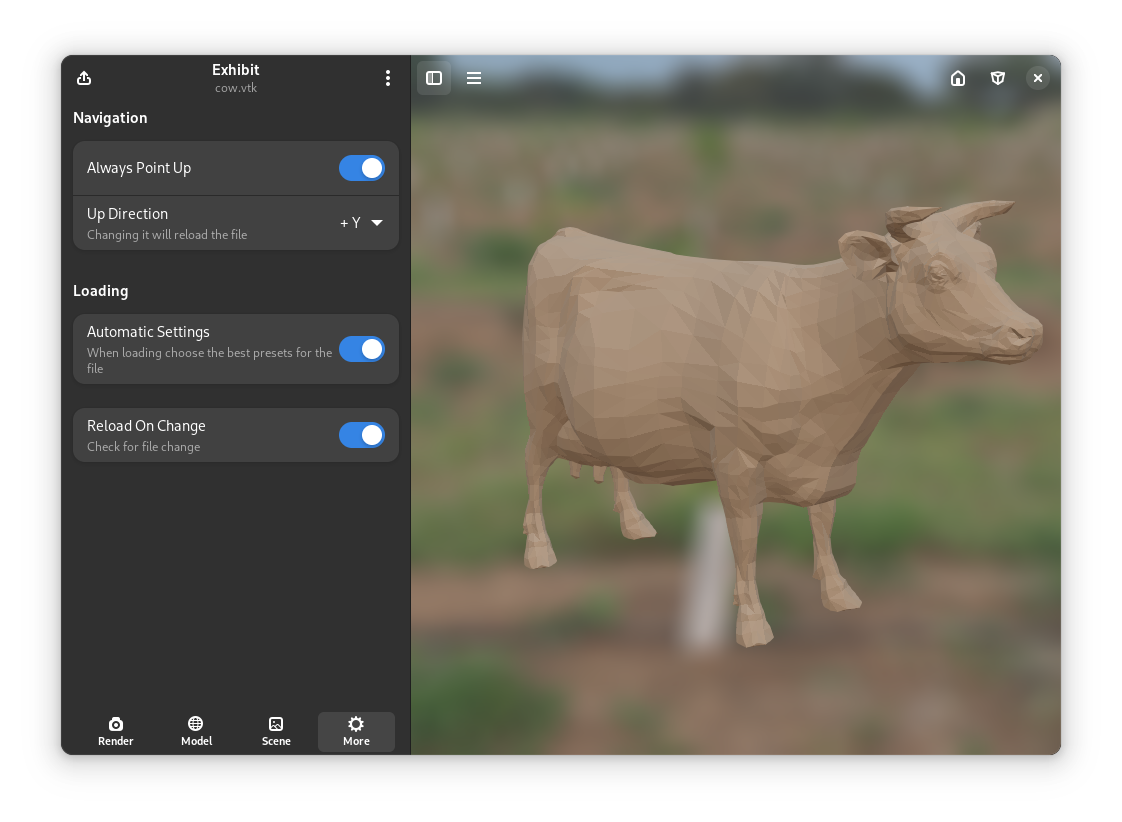 Exhibit
cow.vtk
Navigation
Always Point Up
Up Direction
Changing it will reload the file
+ Y
Loading
Automatic Settings
When loading choose the best presets for the
file
Reload On Change
Check for file change
Render
Model
Scene
More